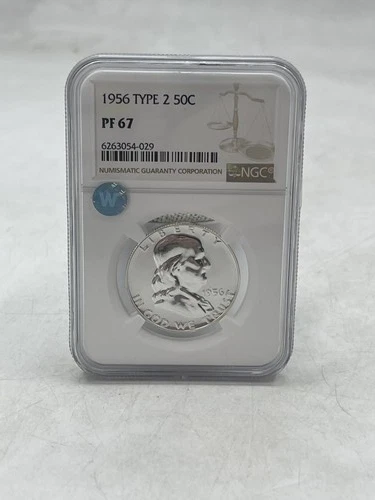 1956 TYPE 2 50C
PF 67
6263054-029
NUMISMATIC GUARANTY CORPORATION
NGC
W
LIBERTY
1956
IN GOD WE TRUST